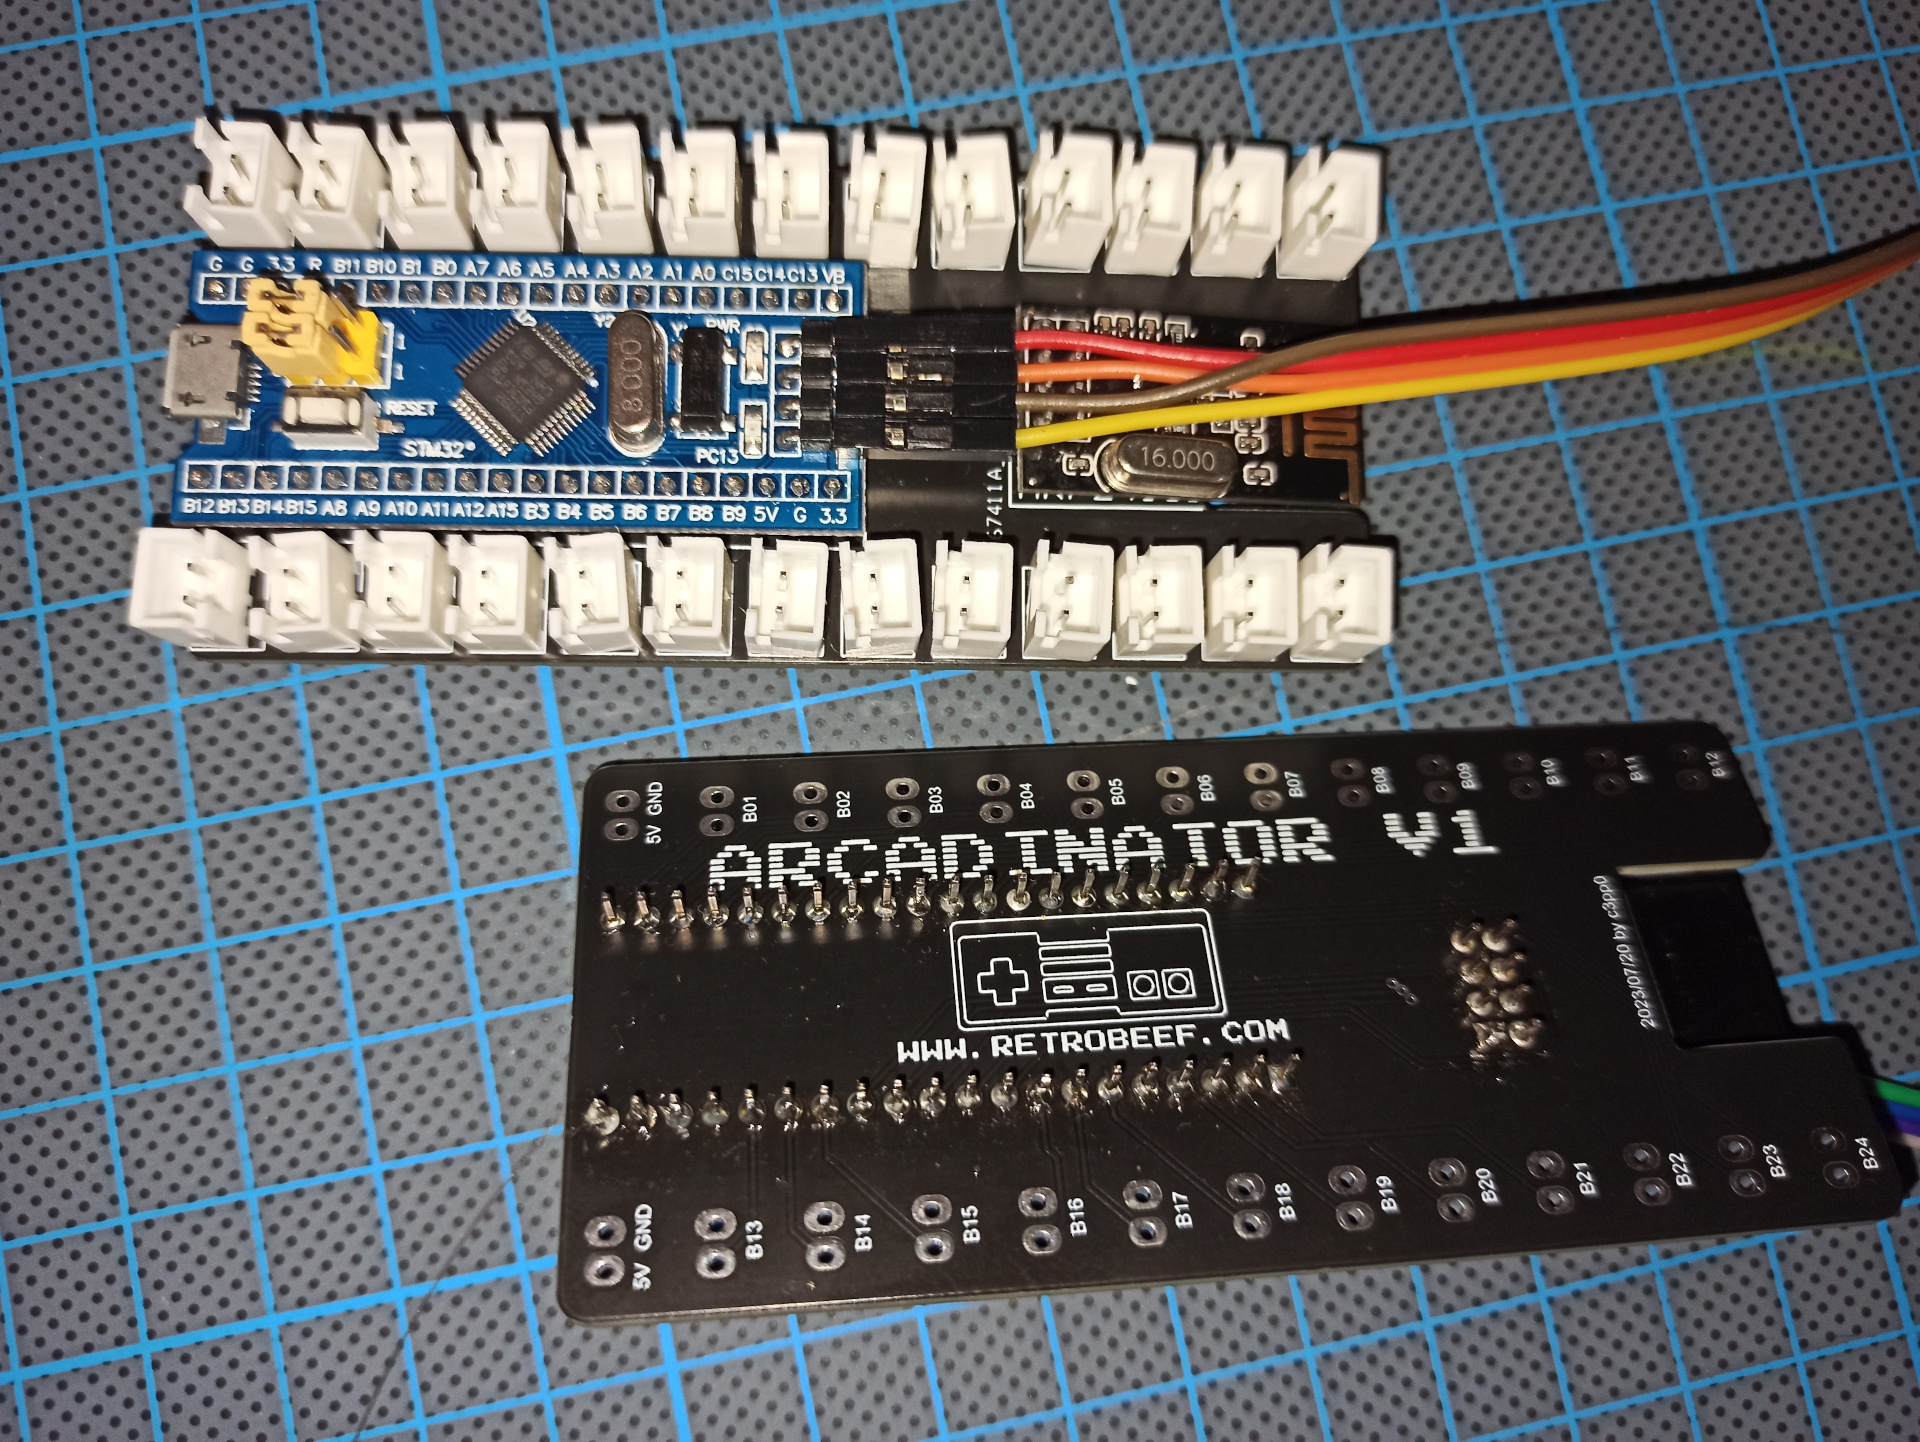 G G 3.3 R B11 B10 B1 B0 A7 A6 A5 A4 A3 A2 A1 A0 C15 C14 C13 VB
1
1
8.000
PWR
RESET
STM32
PC13
16.000
B12 B13 B14 B15 A8 A9 A10 A11 A12 A15 B3 B4 B5 B6 B7 B8 B9 5V G 3.3
57411A
5V GND B01 B02 B03 B04 B05 B06 B07 B08 B09 B10 B11 B12
ARCADINATOR V1
2023/07/20 by c3pp0
WWW.RETROBEEF.COM
5V GND B13 B14 B15 B16 B17 B18 B19 B20 B21 B22 B23 B24